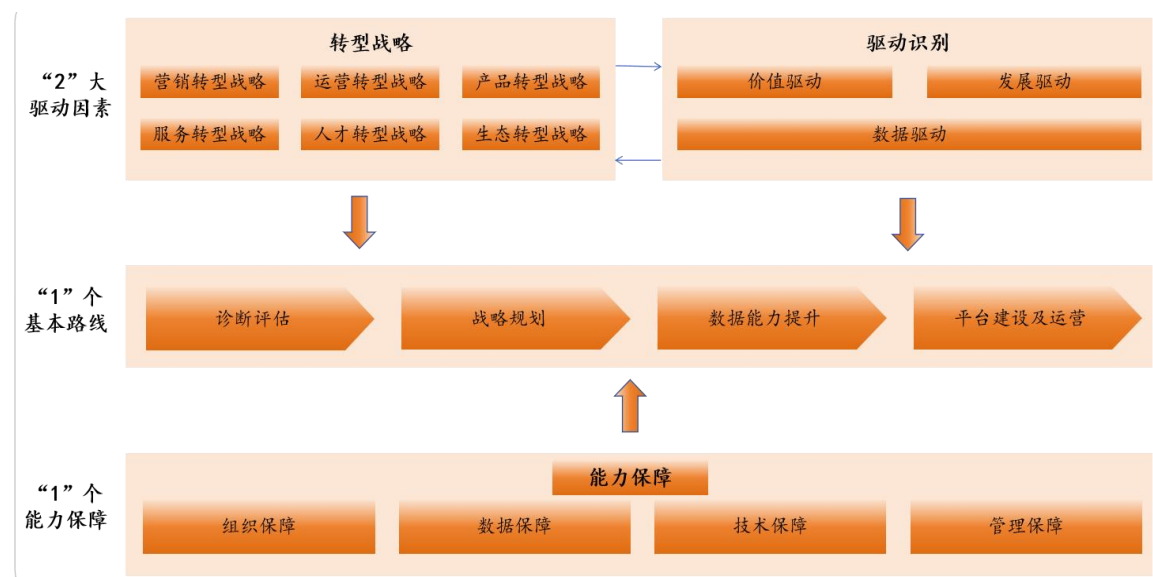 “2”大
驱动因素
转型战略
营销转型战略
运营转型战略
产品转型战略
服务转型战略
人才转型战略
生态转型战略
驱动识别
价值驱动
发展驱动
数据驱动
“1”个
基本路线
诊断评估
战略规划
数据能力提升
平台建设及运营
“1”个
能力保障
能力保障
组织保障
数据保障
技术保障
管理保障